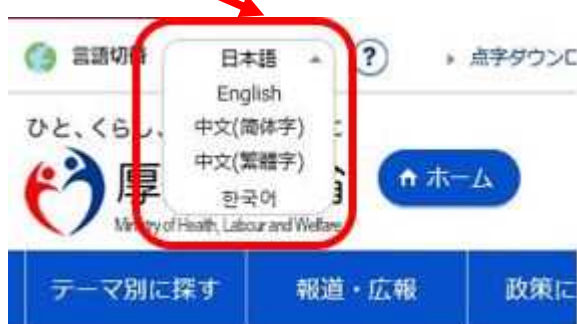 言語切替 日本語 ? 点字ダウンロ
English
ひと、くらし、 に
中文(简体字)
中文(繁體字)
厚 省 ホーム
한국어
Ministry of Health, Labour and Welfare
テーマ別に探す 報道・広報 政策に